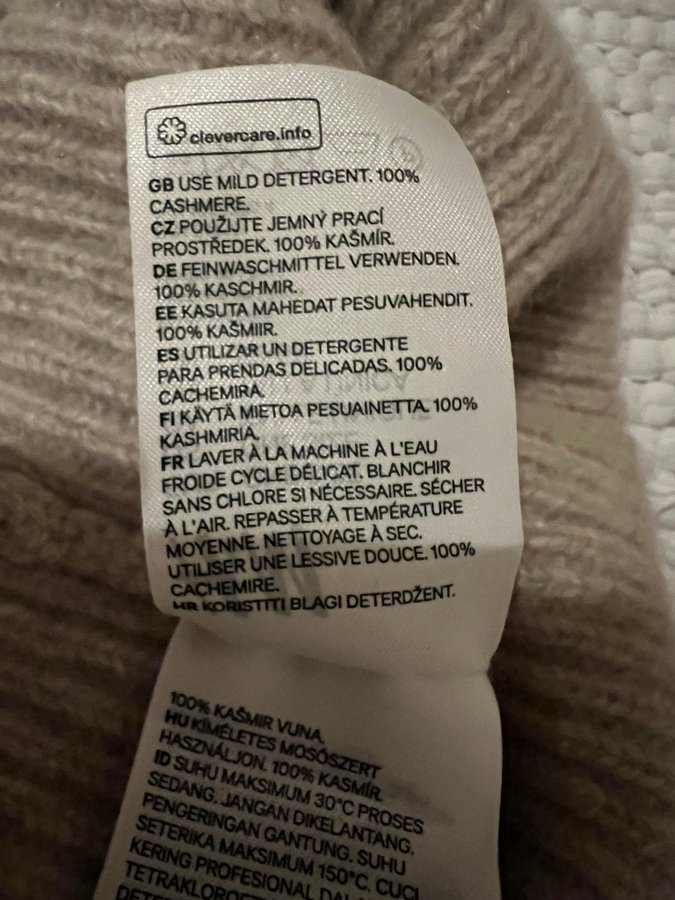 clevercare.info
GB USE MILD DETERGENT. 100%
CASHMERE.
CZ POUŽIJTE JEMNÝ PRACÍ
PROSTŘEDEK. 100% KAŠMÍR.
DE FEINWASCHMITTEL VERWENDEN.
100% KASCHMIR.
EE KASUTA MAHEDAT PESUVAHENDIT.
100% KAŠMIIR.
ES UTILIZAR UN DETERGENTE
PARA PRENDAS DELICADAS. 100%
CACHEMIRA.
FI KÄYTÄ MIETOA PESUAINETTA. 100%
KASHMIRIA.
FR LAVER À LA MACHINE À L'EAU
FROIDE CYCLE DÉLICAT. BLANCHIR
SANS CHLORE SI NÉCESSAIRE. SÉCHER
À L'AIR. REPASSER À TEMPÉRATURE
MOYENNE. NETTOYAGE À SEC.
UTILISER UNE LESSIVE DOUCE. 100%
CACHEMIRE.
HR KORISTITI BLAGI DETERDŽENT.
100% KAŠMIR VUNA.
HU KÍMÉLETES MOSÓSZERT
HASZNÁLJON. 100% KASMÍR.
ID SUHU MAKSIMUM 30°C PROSES
SEDANG. JANGAN DIKELANTANG.
PENGERINGAN GANTUNG. SUHU
SETERIKA MAKSIMUM 150°C. CUCI
KERING PROFESIONAL